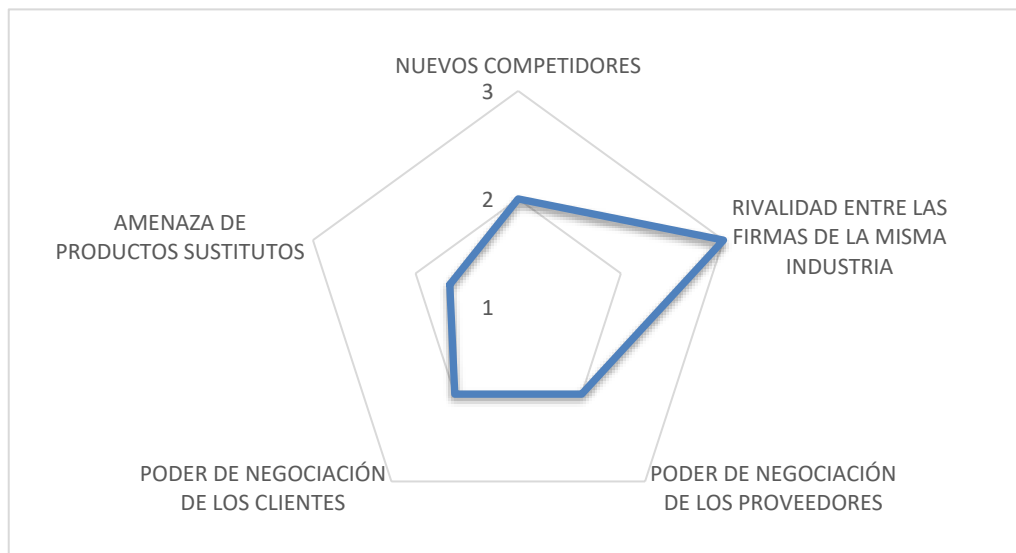 NUEVOS COMPETIDORES
3
2
1
RIVALIDAD ENTRE LAS
FIRMAS DE LA MISMA
INDUSTRIA
PODER DE NEGOCIACIÓN
DE LOS PROVEEDORES
PODER DE NEGOCIACIÓN
DE LOS CLIENTES
AMENAZA DE
PRODUCTOS SUSTITUTOS